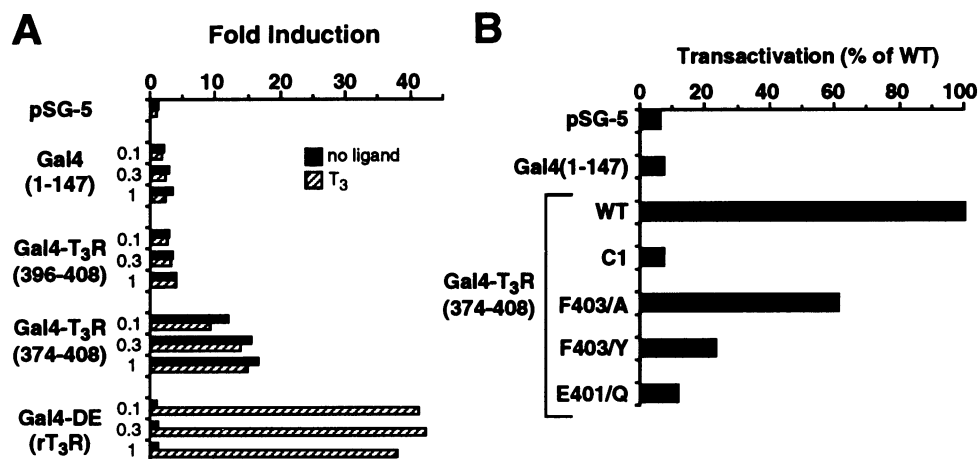 A
Fold Induction
0 10 20 30 40
pSG-5
Gal4
(1-147)
0.1
0.3
1
no ligand
T3
Gal4-T3R
(396-408)
0.1
0.3
1
Gal4-T3R
(374-408)
0.1
0.3
1
Gal4-DE
(rT3R)
0.1
0.3
1
B
Transactivation (% of WT)
0 20 40 60 80 100
pSG-5
Gal4(1-147)
WT
C1
Gal4-T3R
(374-408)
F403/A
F403/Y
E401/Q